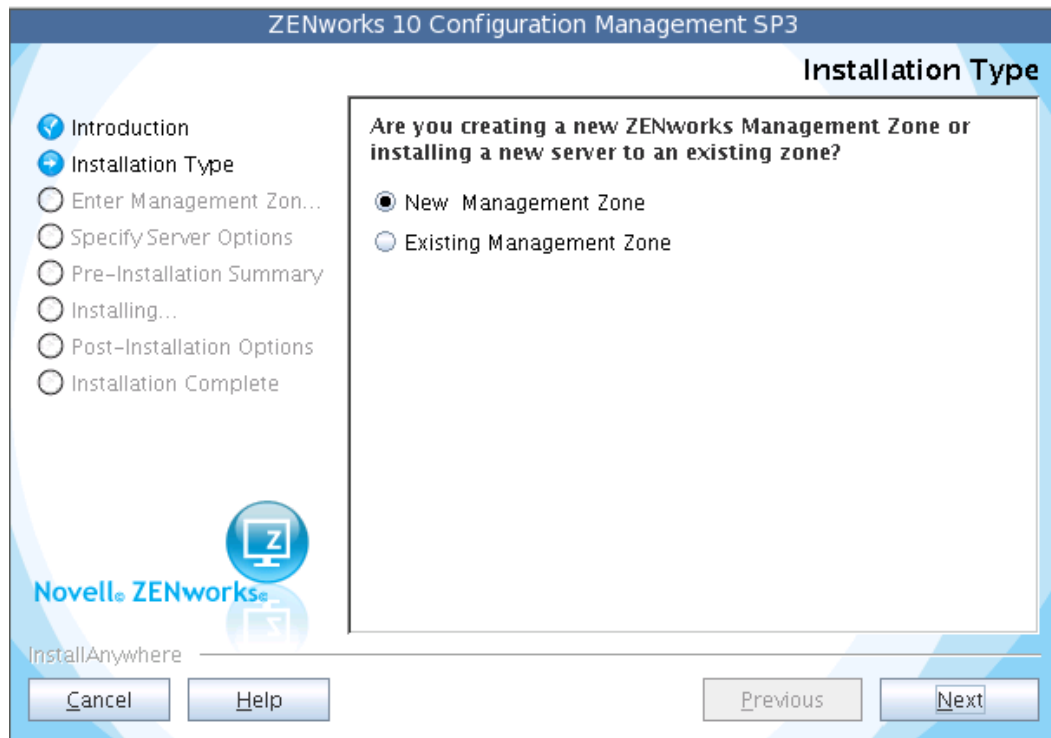 ZENworks 10 Configuration Management SP3
Installation Type
Introduction
Installation Type
Enter Management Zon...
Specify Server Options
Pre-Installation Summary
Installing...
Post-Installation Options
Installation Complete
Are you creating a new ZENworks Management Zone or
installing a new server to an existing zone?
New Management Zone
Existing Management Zone
Z
Novell® ZENworks®
InstallAnywhere
Cancel
Help
Previous
Next